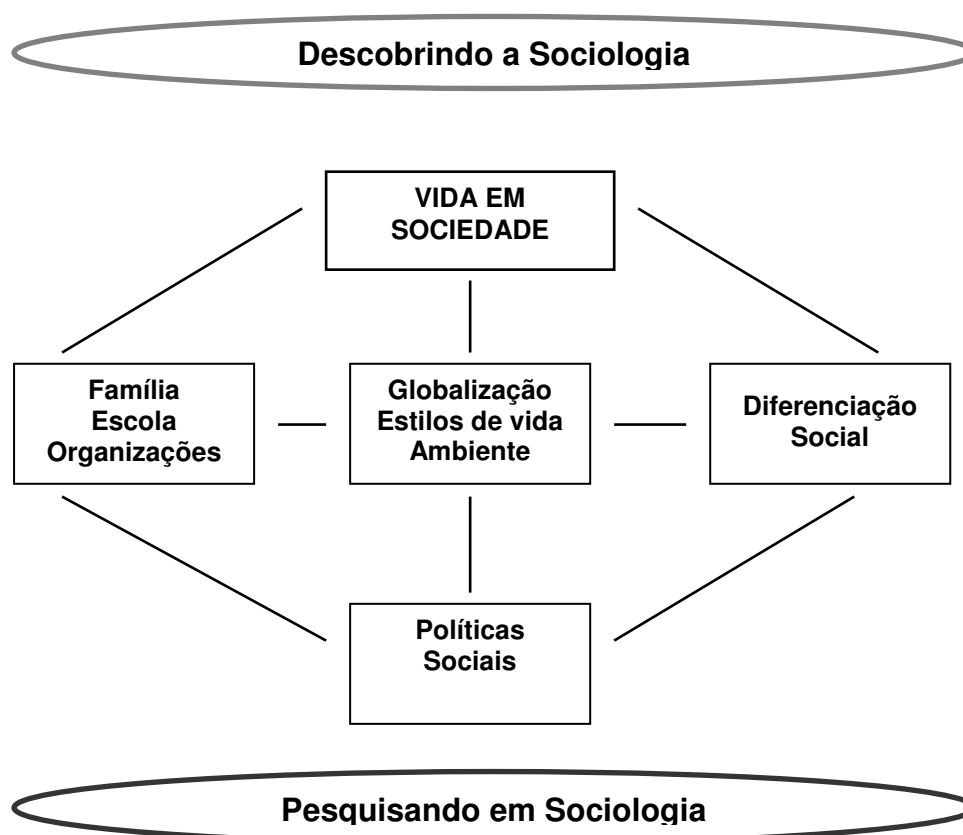 Descobrindo a Sociologia
VIDA EM
SOCIEDADE
Família
Escola
Organizações
Globalização
Estilos de vida
Ambiente
Diferenciação
Social
Políticas
Sociais
Pesquisando em Sociologia